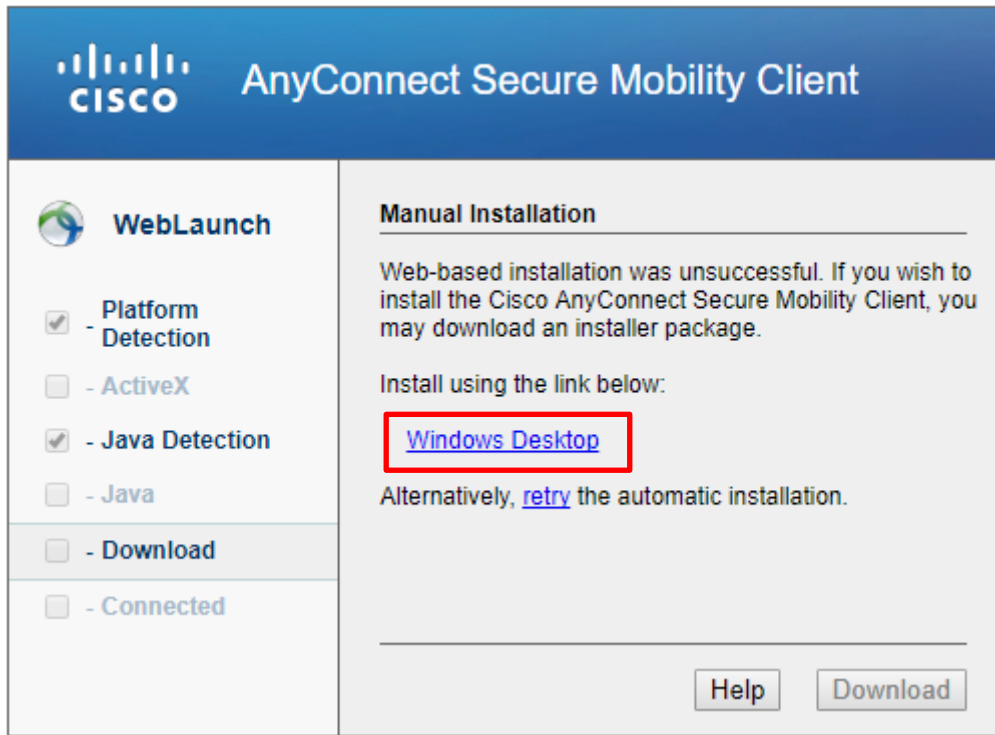 CISCO
AnyConnect Secure Mobility Client
WebLaunch
- Platform
Detection
- ActiveX
- Java Detection
- Java
- Download
- Connected
Manual Installation
Web-based installation was unsuccessful. If you wish to
install the Cisco AnyConnect Secure Mobility Client, you
may download an installer package.
Install using the link below:
Windows Desktop
Alternatively, retry the automatic installation.
Help
Download